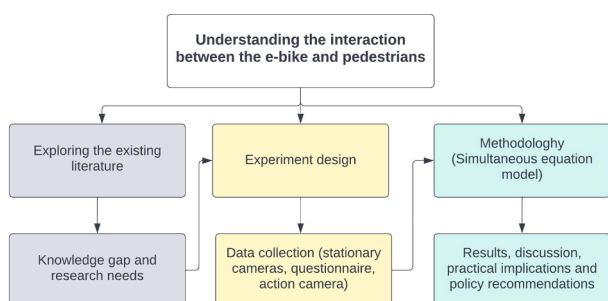 Understanding the interaction
between the e-bike and pedestrians
Exploring the existing
literature
Experiment design
Methodologhy
(Simultaneous equation
model)
Knowledge gap and
research needs
Data collection (stationary
cameras, questionnaire,
action camera)
Results, discussion,
practical implications and
policy recommendations